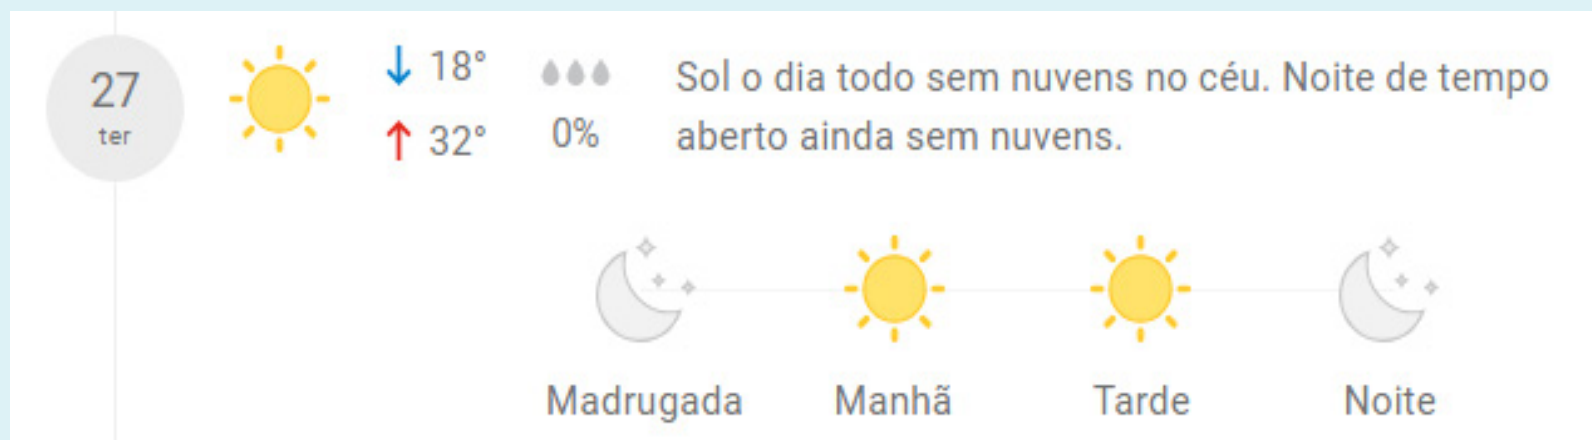 27
ter
18°
32°
0%
Sol o dia todo sem nuvens no céu. Noite de tempo
aberto ainda sem nuvens.
Madrugada
Manhã
Tarde
Noite